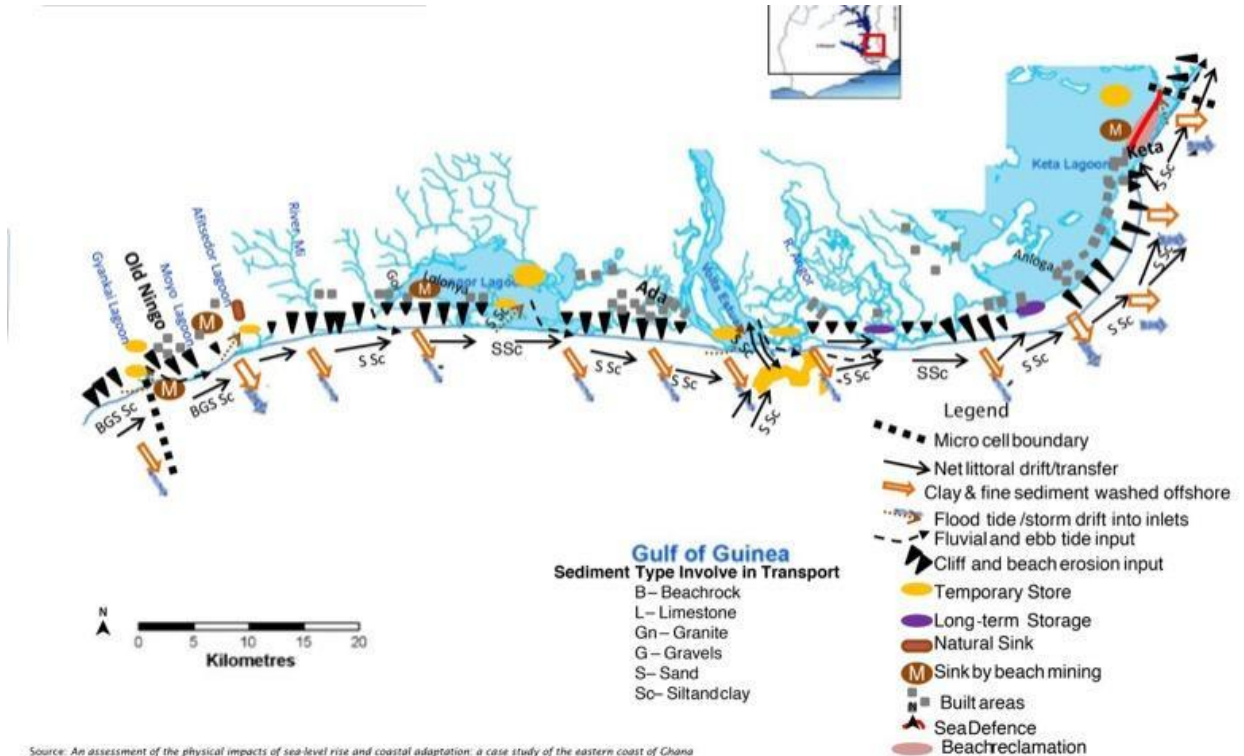 Gyankai Lagoon
Old Ningo
Moyo Lagoon
Afitsedor Lagoon
River, Mi
Lolonya
Lagoon
Ada
Volta
R. Angor
Anloga
Keta Lagoon
Keta
M
M
M
M
BGS Sc
BGS Sc
S Sc
S Sc
SSc
S Sc
S Sc
S Sc
S Sc
S Sc
SSc
S Sc
S Sc
S Sc
S Sc
Gulf of Guinea
Sediment Type Involve in Transport
B – Beachrock
L – Limestone
Gn – Granite
G – Gravels
S – Sand
Sc– Siltand clay
N
0 5 10 15 20
Kilometres
Legend
Micro cell boundary
Net littoral drift/transfer
Clay & fine sediment washed offshore
Flood tide /storm drift into inlets
Fluvial and ebb tide input
Cliff and beach erosion input
Temporary Store
Long-term Storage
Natural Sink
M Sink by beach mining
Built areas
N
Sea Defence
Beachreclamation
Source: An assessment of the physical impacts of sea-level rise and coastal adaptation: a case study of the eastern coast of Ghana